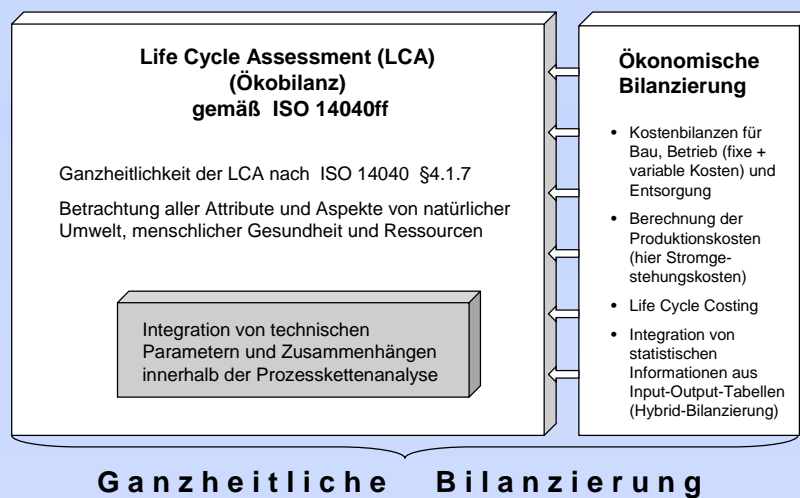 Life Cycle Assessment (LCA)
(Ökobilanz)
gemäß ISO 14040ff
Ganzheitlichkeit der LCA nach ISO 14040 §4.1.7
Betrachtung aller Attribute und Aspekte von natürlicher
Umwelt, menschlicher Gesundheit und Ressourcen
Integration von technischen
Parametern und Zusammenhängen
innerhalb der Prozesskettenanalyse
Ökonomische
Bilanzierung
• Kostenbilanzen für
Bau, Betrieb (fixe +
variable Kosten) und
Entsorgung
• Berechnung der
Produktionskosten
(hier Stromge-
stehungskosten)
• Life Cycle Costing
• Integration von
statistischen
Informationen aus
Input-Output-Tabellen
(Hybrid-Bilanzierung)
Ganzheitliche Bilanzierung